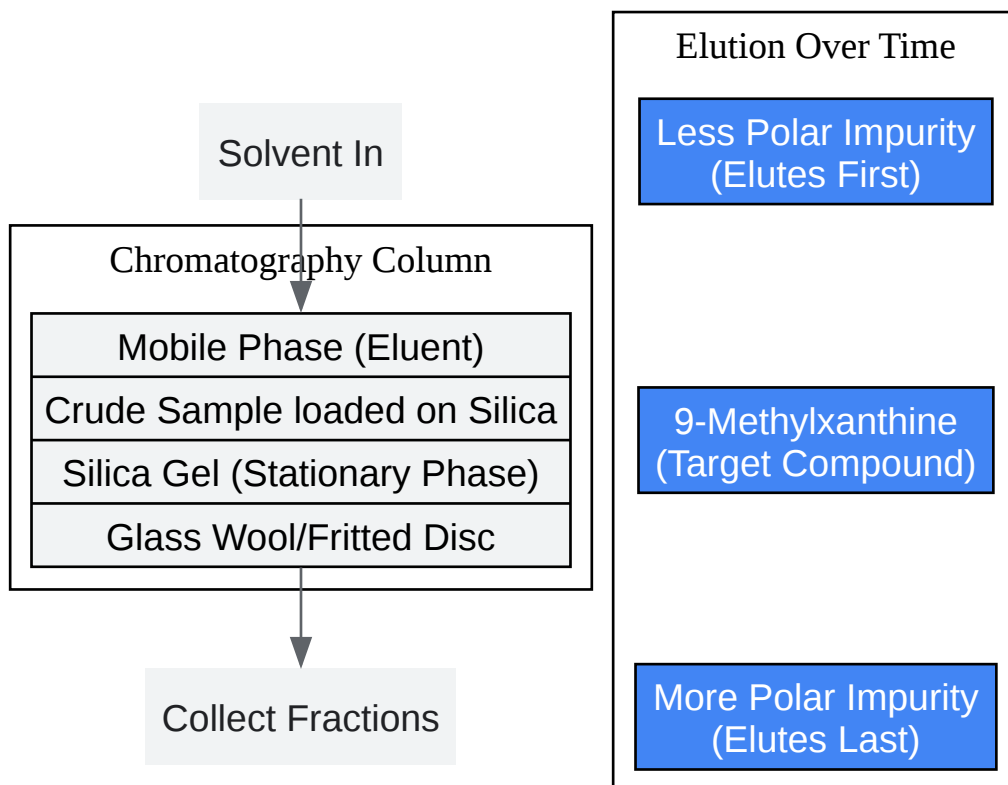 Solvent In
Chromatography Column
Mobile Phase (Eluent)
Crude Sample loaded on Silica
Silica Gel (Stationary Phase)
Glass Wool/Fritted Disc
Collect Fractions
Elution Over Time
Less Polar Impurity
(Elutes First)
9-Methylxanthine
(Target Compound)
More Polar Impurity
(Elutes Last)